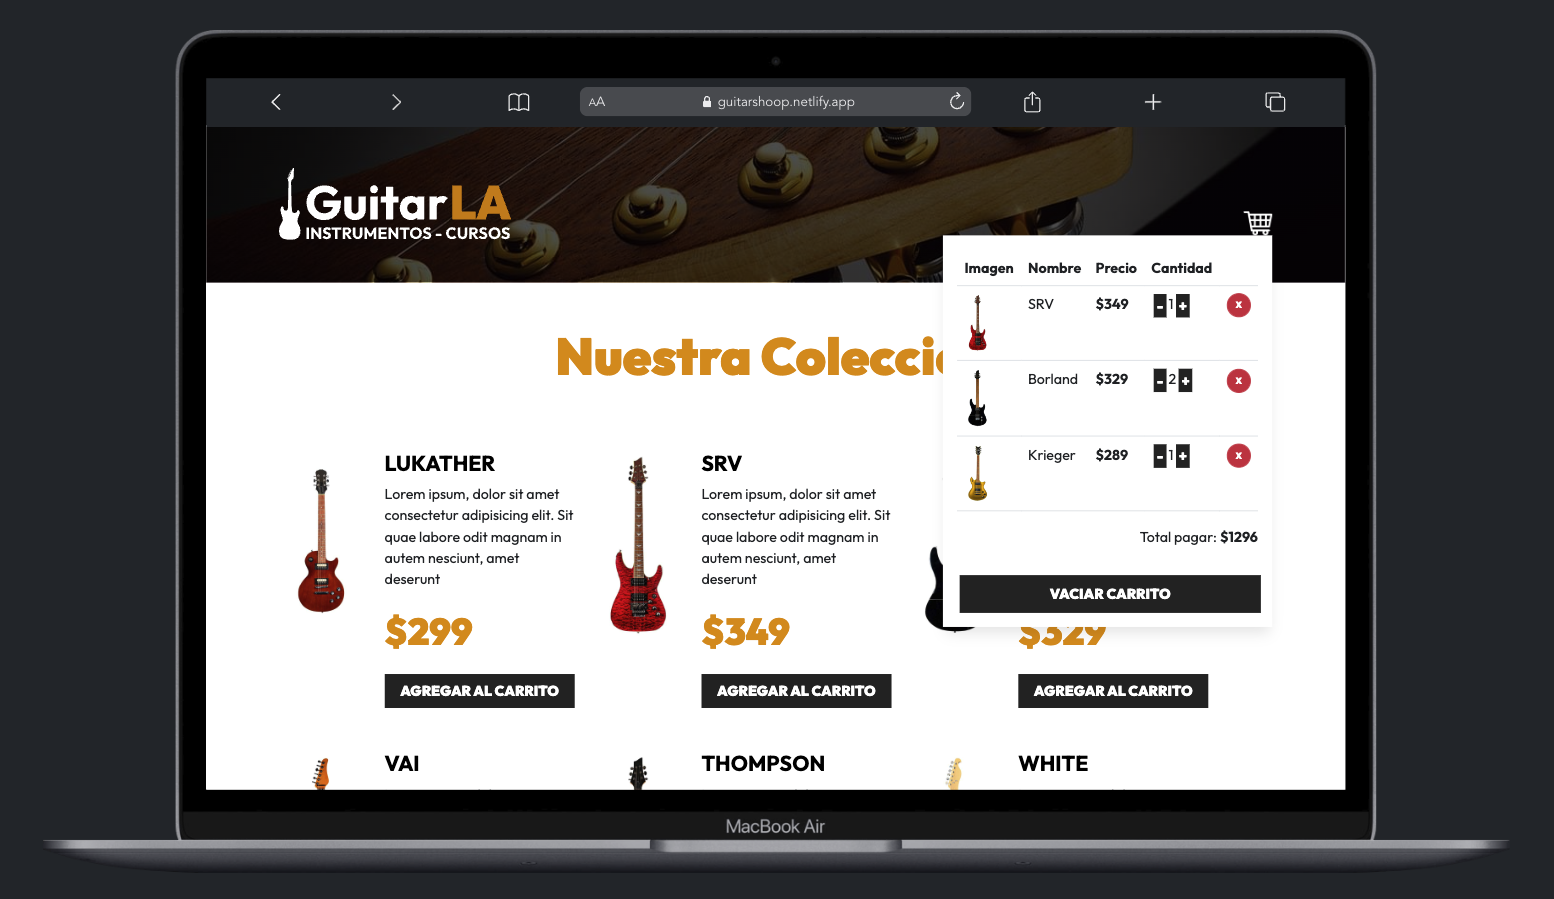 AA guitarshoop.netlify.app
GuitarLA
INSTRUMENTOS - CURSOS
Imagen Nombre Precio Cantidad
SRV $349 - 1 + x
Borland $329 - 2 + x
Krieger $289 - 1 + x
Total pagar: $1296
VACIAR CARRITO
Nuestra Colecci
LUKATHER
Lorem ipsum, dolor sit amet
consectetur adipisicing elit. Sit
quae labore odit magnam in
autem nesciunt, amet
deserunt
$299
AGREGAR AL CARRITO
SRV
Lorem ipsum, dolor sit amet
consectetur adipisicing elit. Sit
quae labore odit magnam in
autem nesciunt, amet
deserunt
$349
AGREGAR AL CARRITO
$329
AGREGAR AL CARRITO
VAI
THOMPSON
WHITE
MacBook Air